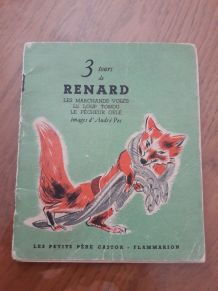 3 tours
de
RENARD
LES MARCHANDS VOLÉS
LE LOUP TONDU
LE PÊCHEUR GELÉ
images d'André Pec
LES PETITS PÈRE CASTOR - FLAMMARION